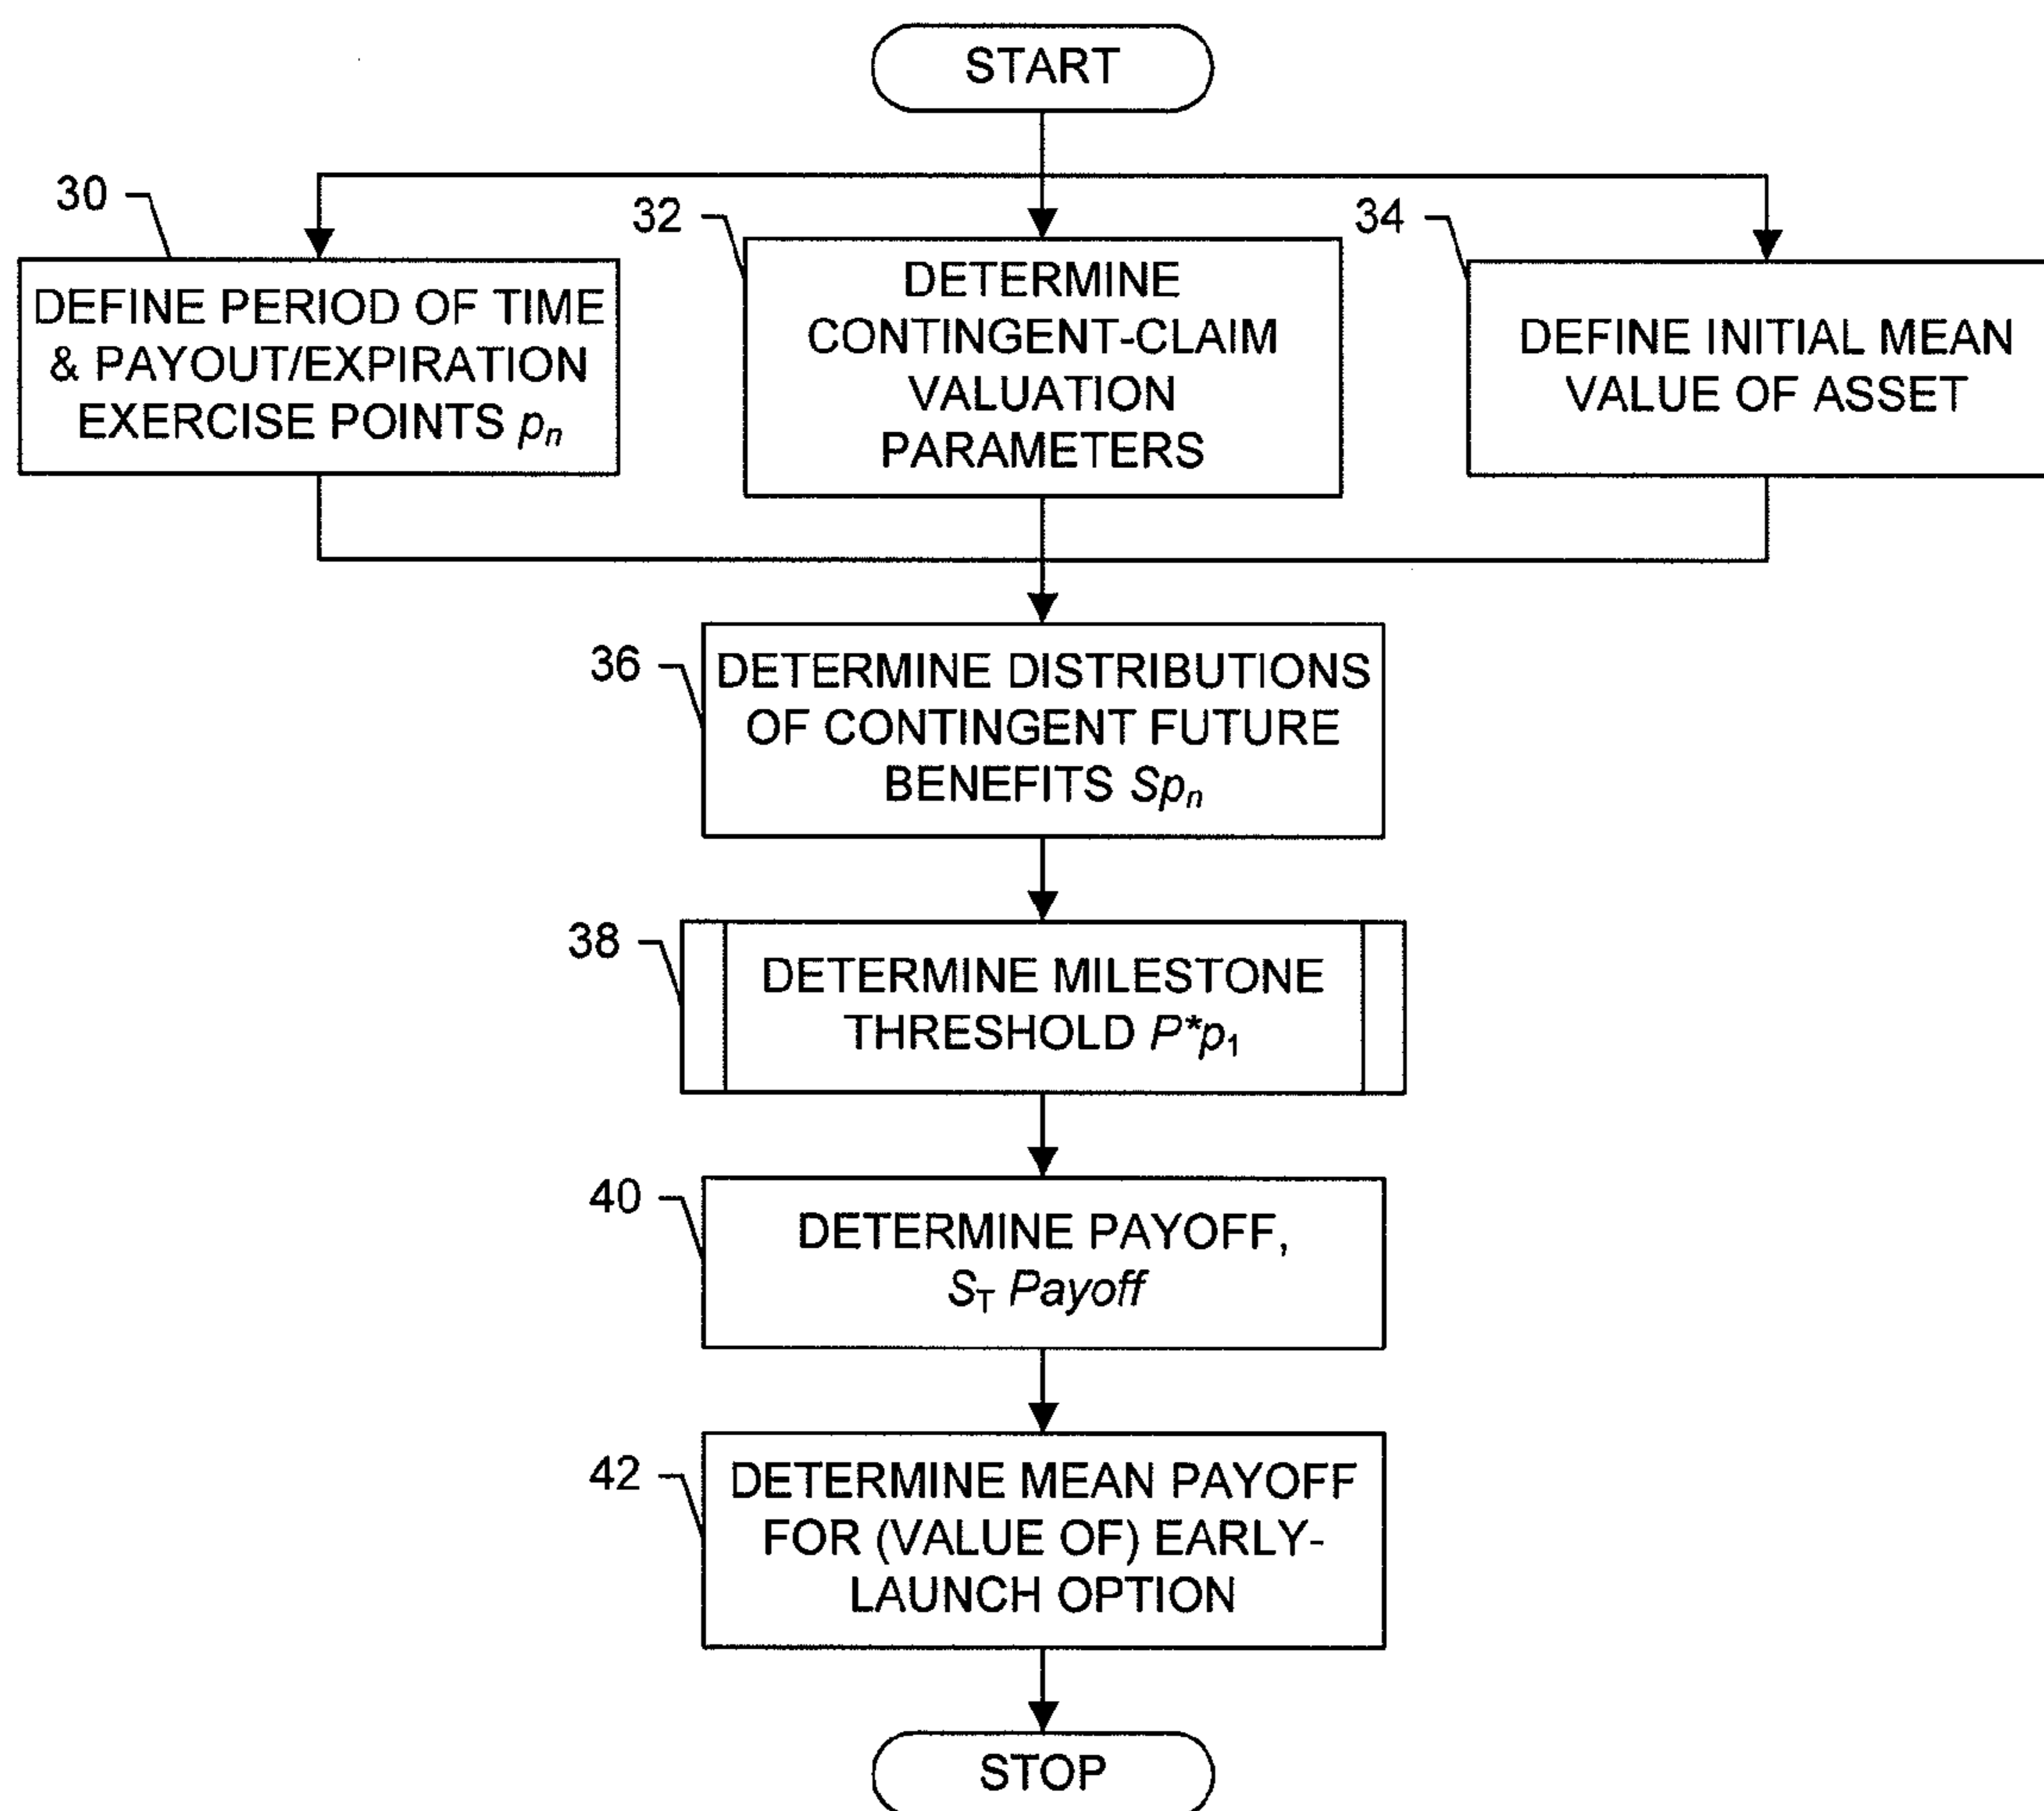 START
30
DEFINE PERIOD OF TIME
& PAYOUT/EXPIRATION
EXERCISE POINTS pn
32
DETERMINE
CONTINGENT-CLAIM
VALUATION
PARAMETERS
34
DEFINE INITIAL MEAN
VALUE OF ASSET
36
DETERMINE DISTRIBUTIONS
OF CONTINGENT FUTURE
BENEFITS Spn
38
DETERMINE MILESTONE
THRESHOLD P*p1
40
DETERMINE PAYOFF,
ST Payoff
42
DETERMINE MEAN PAYOFF
FOR (VALUE OF) EARLY-
LAUNCH OPTION
STOP